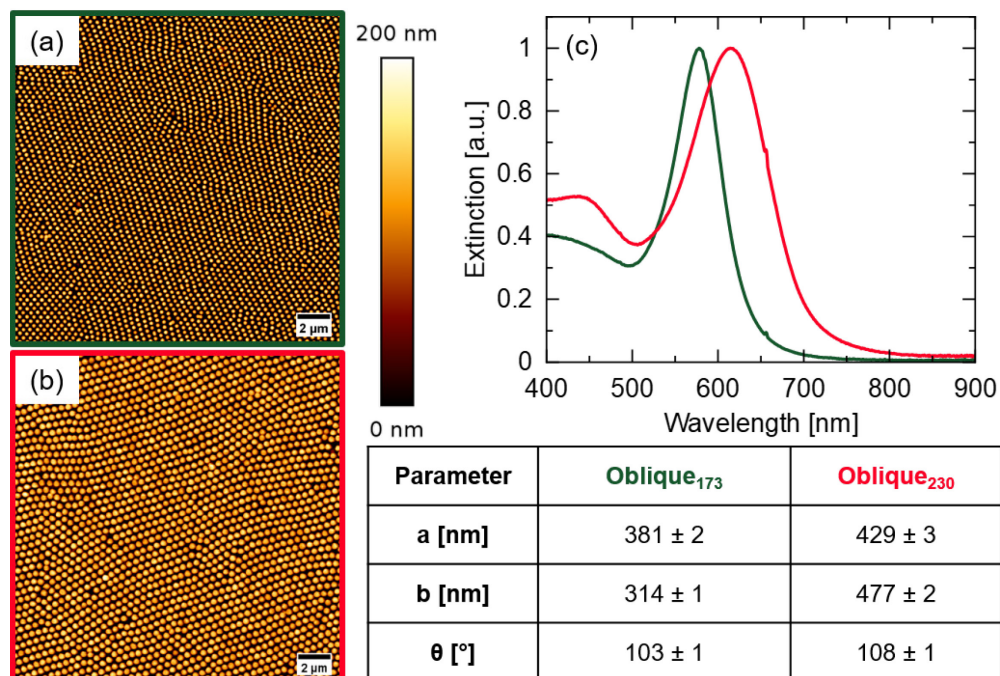 (a)
2 µm
(b)
2 µm
200 nm
0 nm
(c)
Extinction [a.u.]
1
0.8
0.6
0.4
0.2
0
400 500 600 700 800 900
Wavelength [nm]
Parameter Oblique₁₇₃ Oblique₂₃₀
a [nm] 381 ± 2 429 ± 3
b [nm] 314 ± 1 477 ± 2
θ [°] 103 ± 1 108 ± 1